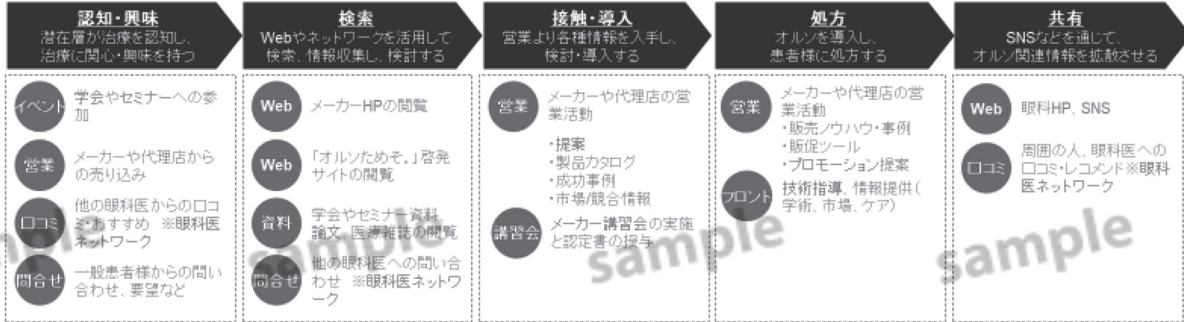 認知・興味
潜在層が治療を認知し、
治療に関心・興味を持つ
イベント
学会やセミナーへの参
加
営業
メーカーや代理店から
の売り込み
口コミ
他の眼科医からの口コ
ミ・おすすめ ※眼科医
ネットワーク
問合せ
一般患者様からの問い
合わせ、要望など
検索
Webやネットワークを活用して
検索、情報収集し、検討する
Web
メーカーHPの閲覧
Web
「オルソためそ。」啓発
サイトの閲覧
資料
学会やセミナー資料、
論文、医療雑誌の閲覧
問合せ
他の眼科医への問い合
わせ ※眼科医ネットワ
ーク
接触・導入
営業より各種情報を入手し、
検討・導入する
営業
メーカーや代理店の営
業活動
・提案
・製品カタログ
・成功事例
・市場/競合情報
講習会
メーカー講習会の実施
と認定書の授与
処方
オルソを導入し、
患者様に処方する
営業
メーカーや代理店の営
業活動
・販売ノウハウ・事例
・販促ツール
・プロモーション提案
フロント
技術指導、情報提供(
学術、市場、ケア)
共有
SNSなどを通じて、
オルソ関連情報を拡散させる
Web
眼科HP、SNS
口コミ
周囲の人、眼科医への
口コミ・レコメンド※眼科
医ネットワーク
sample
sample
sample
sample